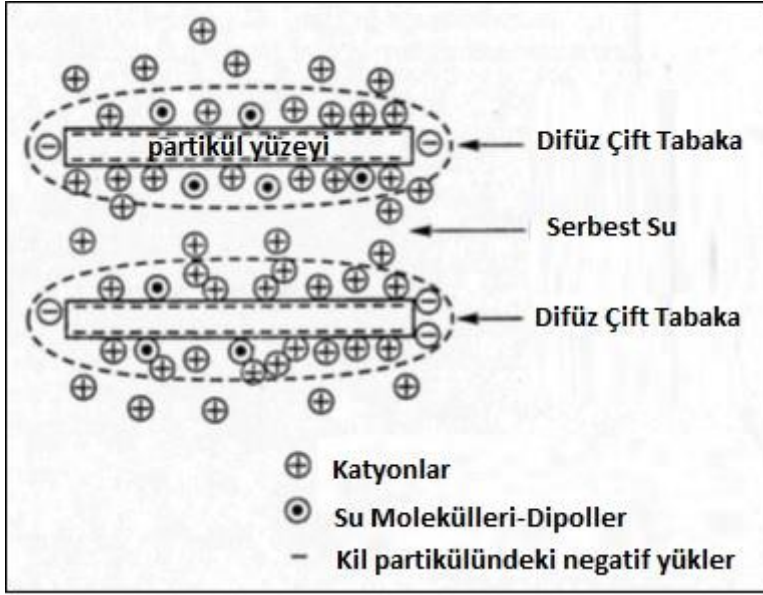 partikül yüzeyi
Difüz Çift Tabaka
Serbest Su
Difüz Çift Tabaka
Katyonlar
Su Molekülleri-Dipoller
Kil partikülündeki negatif yükler